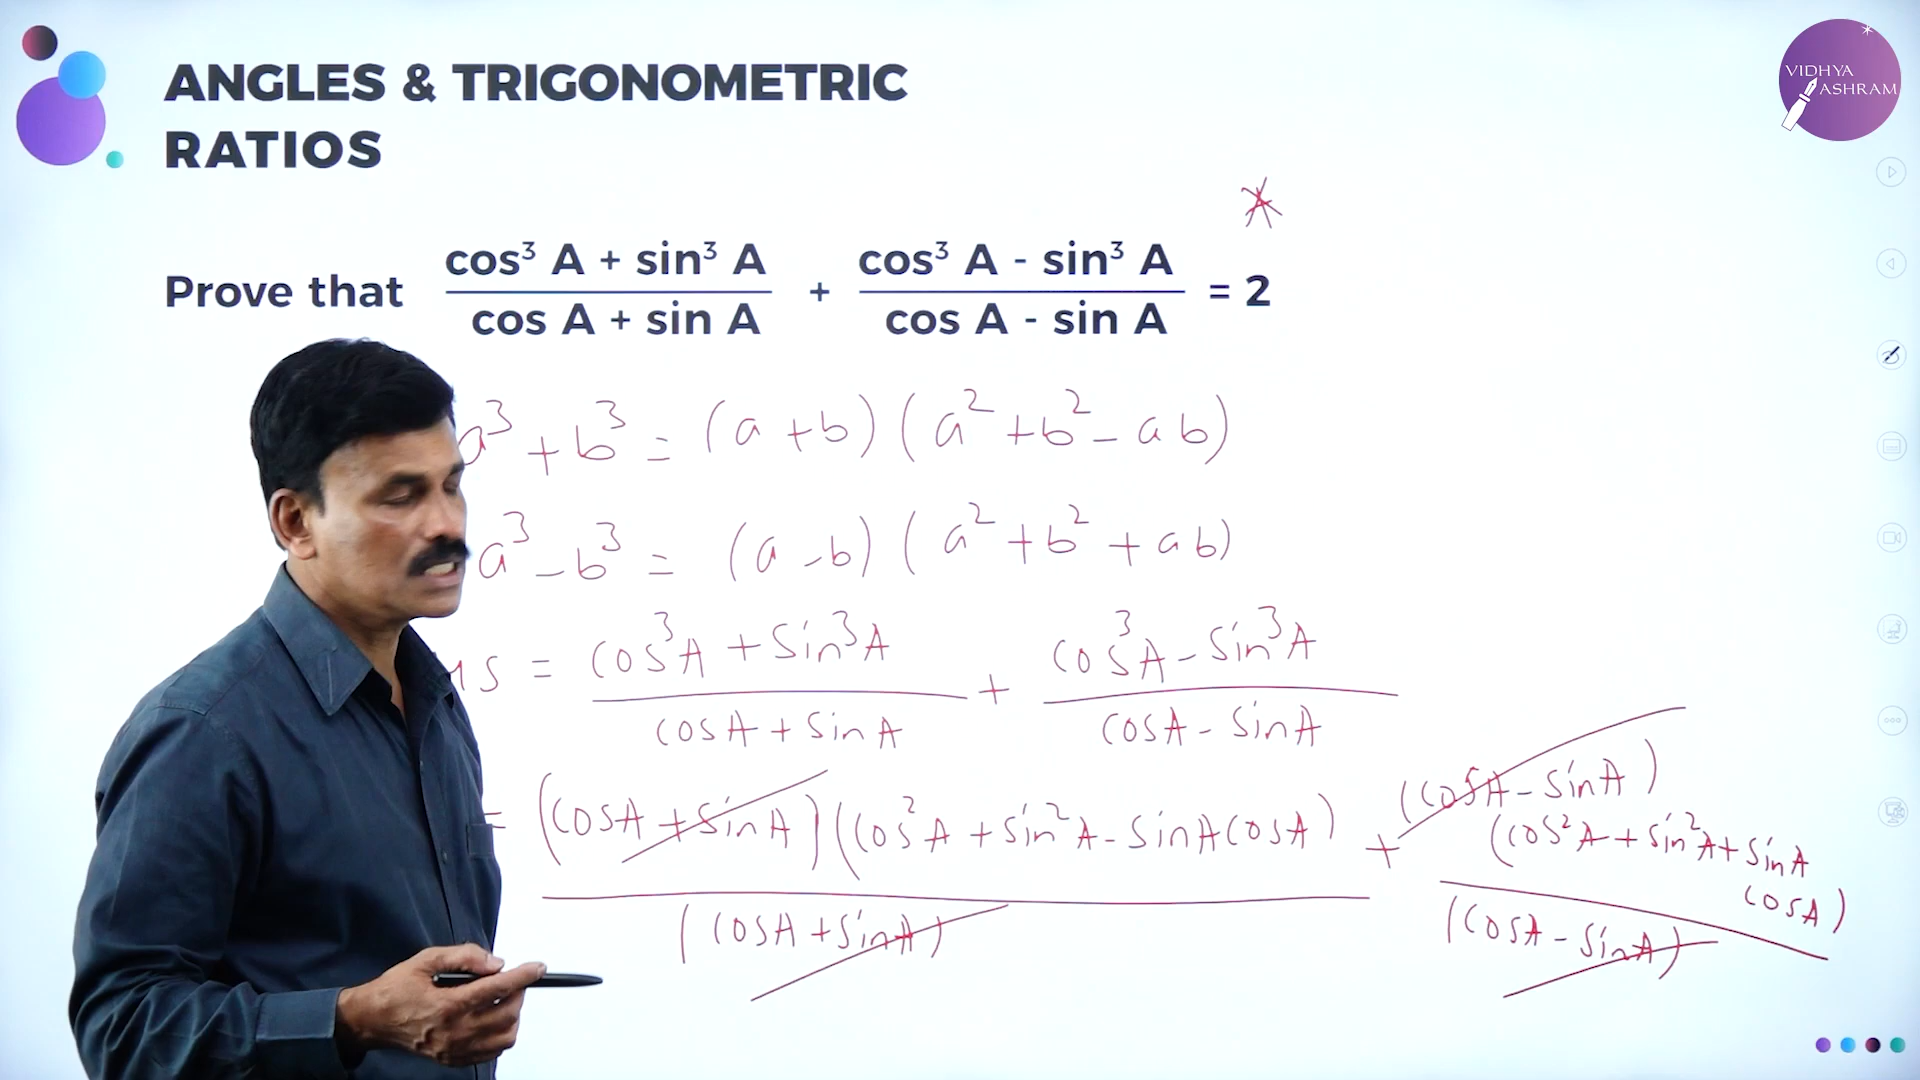 ANGLES & TRIGONOMETRIC
RATIOS
VIDHYA
ASHRAM
Prove that (cos³ A + sin³ A)/(cos A + sin A) + (cos³ A - sin³ A)/(cos A - sin A) = 2
a³ + b³ = (a + b) (a² + b² - ab)
a³ - b³ = (a - b) (a² + b² + ab)
S = (cos³A + Sin³A)/(cosA + SinA) + (cos³A - Sin³A)/(cosA - SinA)
= (cosA + SinA)(cos²A + Sin²A - SinA cosA)/(cosA + SinA) + (cosA - SinA)(cos²A + Sin²A + SinA cosA)/(cosA - SinA)